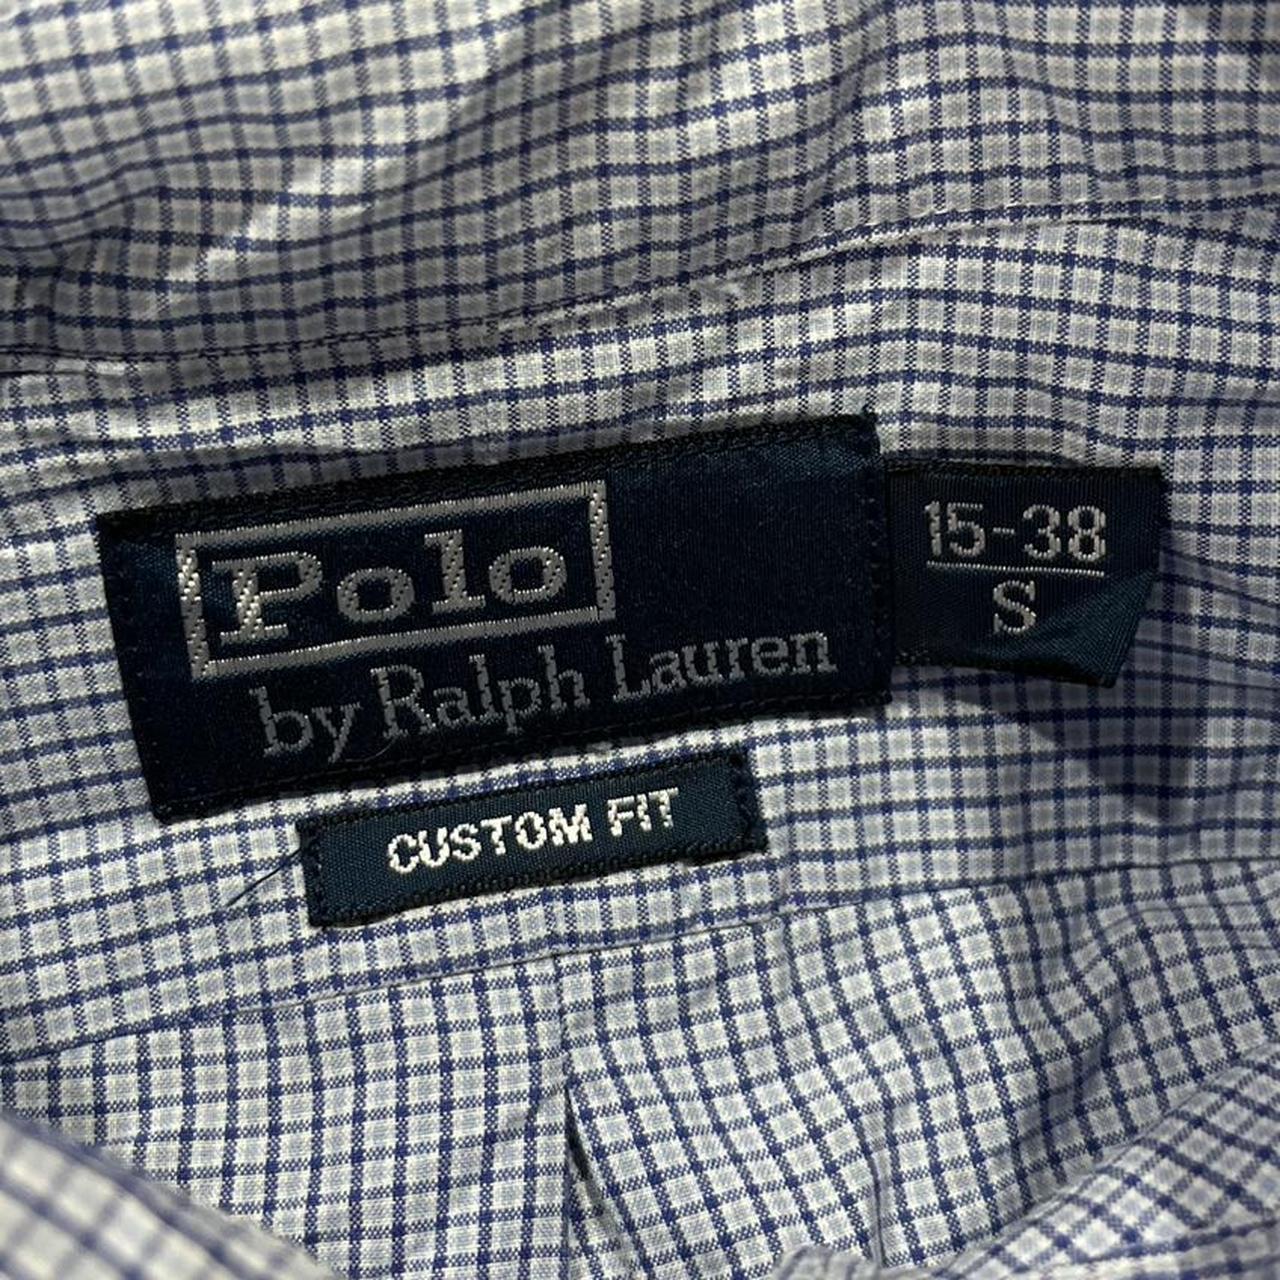 Polo
by Ralph Lauren
15-38
S
CUSTOM FIT